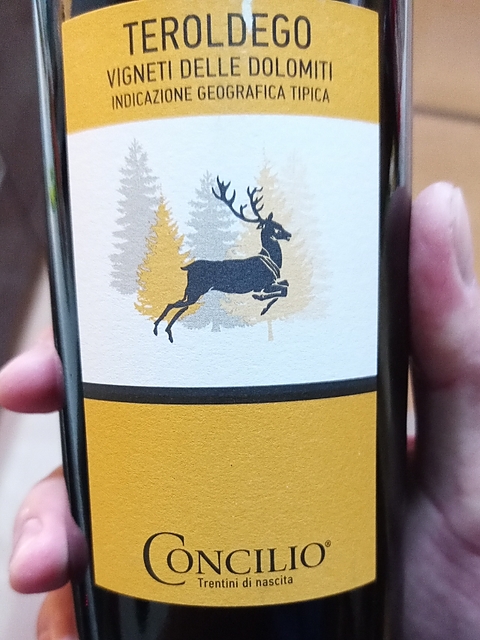 TEROLDEGO
VIGNETI DELLE DOLOMITI
INDICAZIONE GEOGRAFICA TIPICA
CONCILIO®
Trentini di nascita